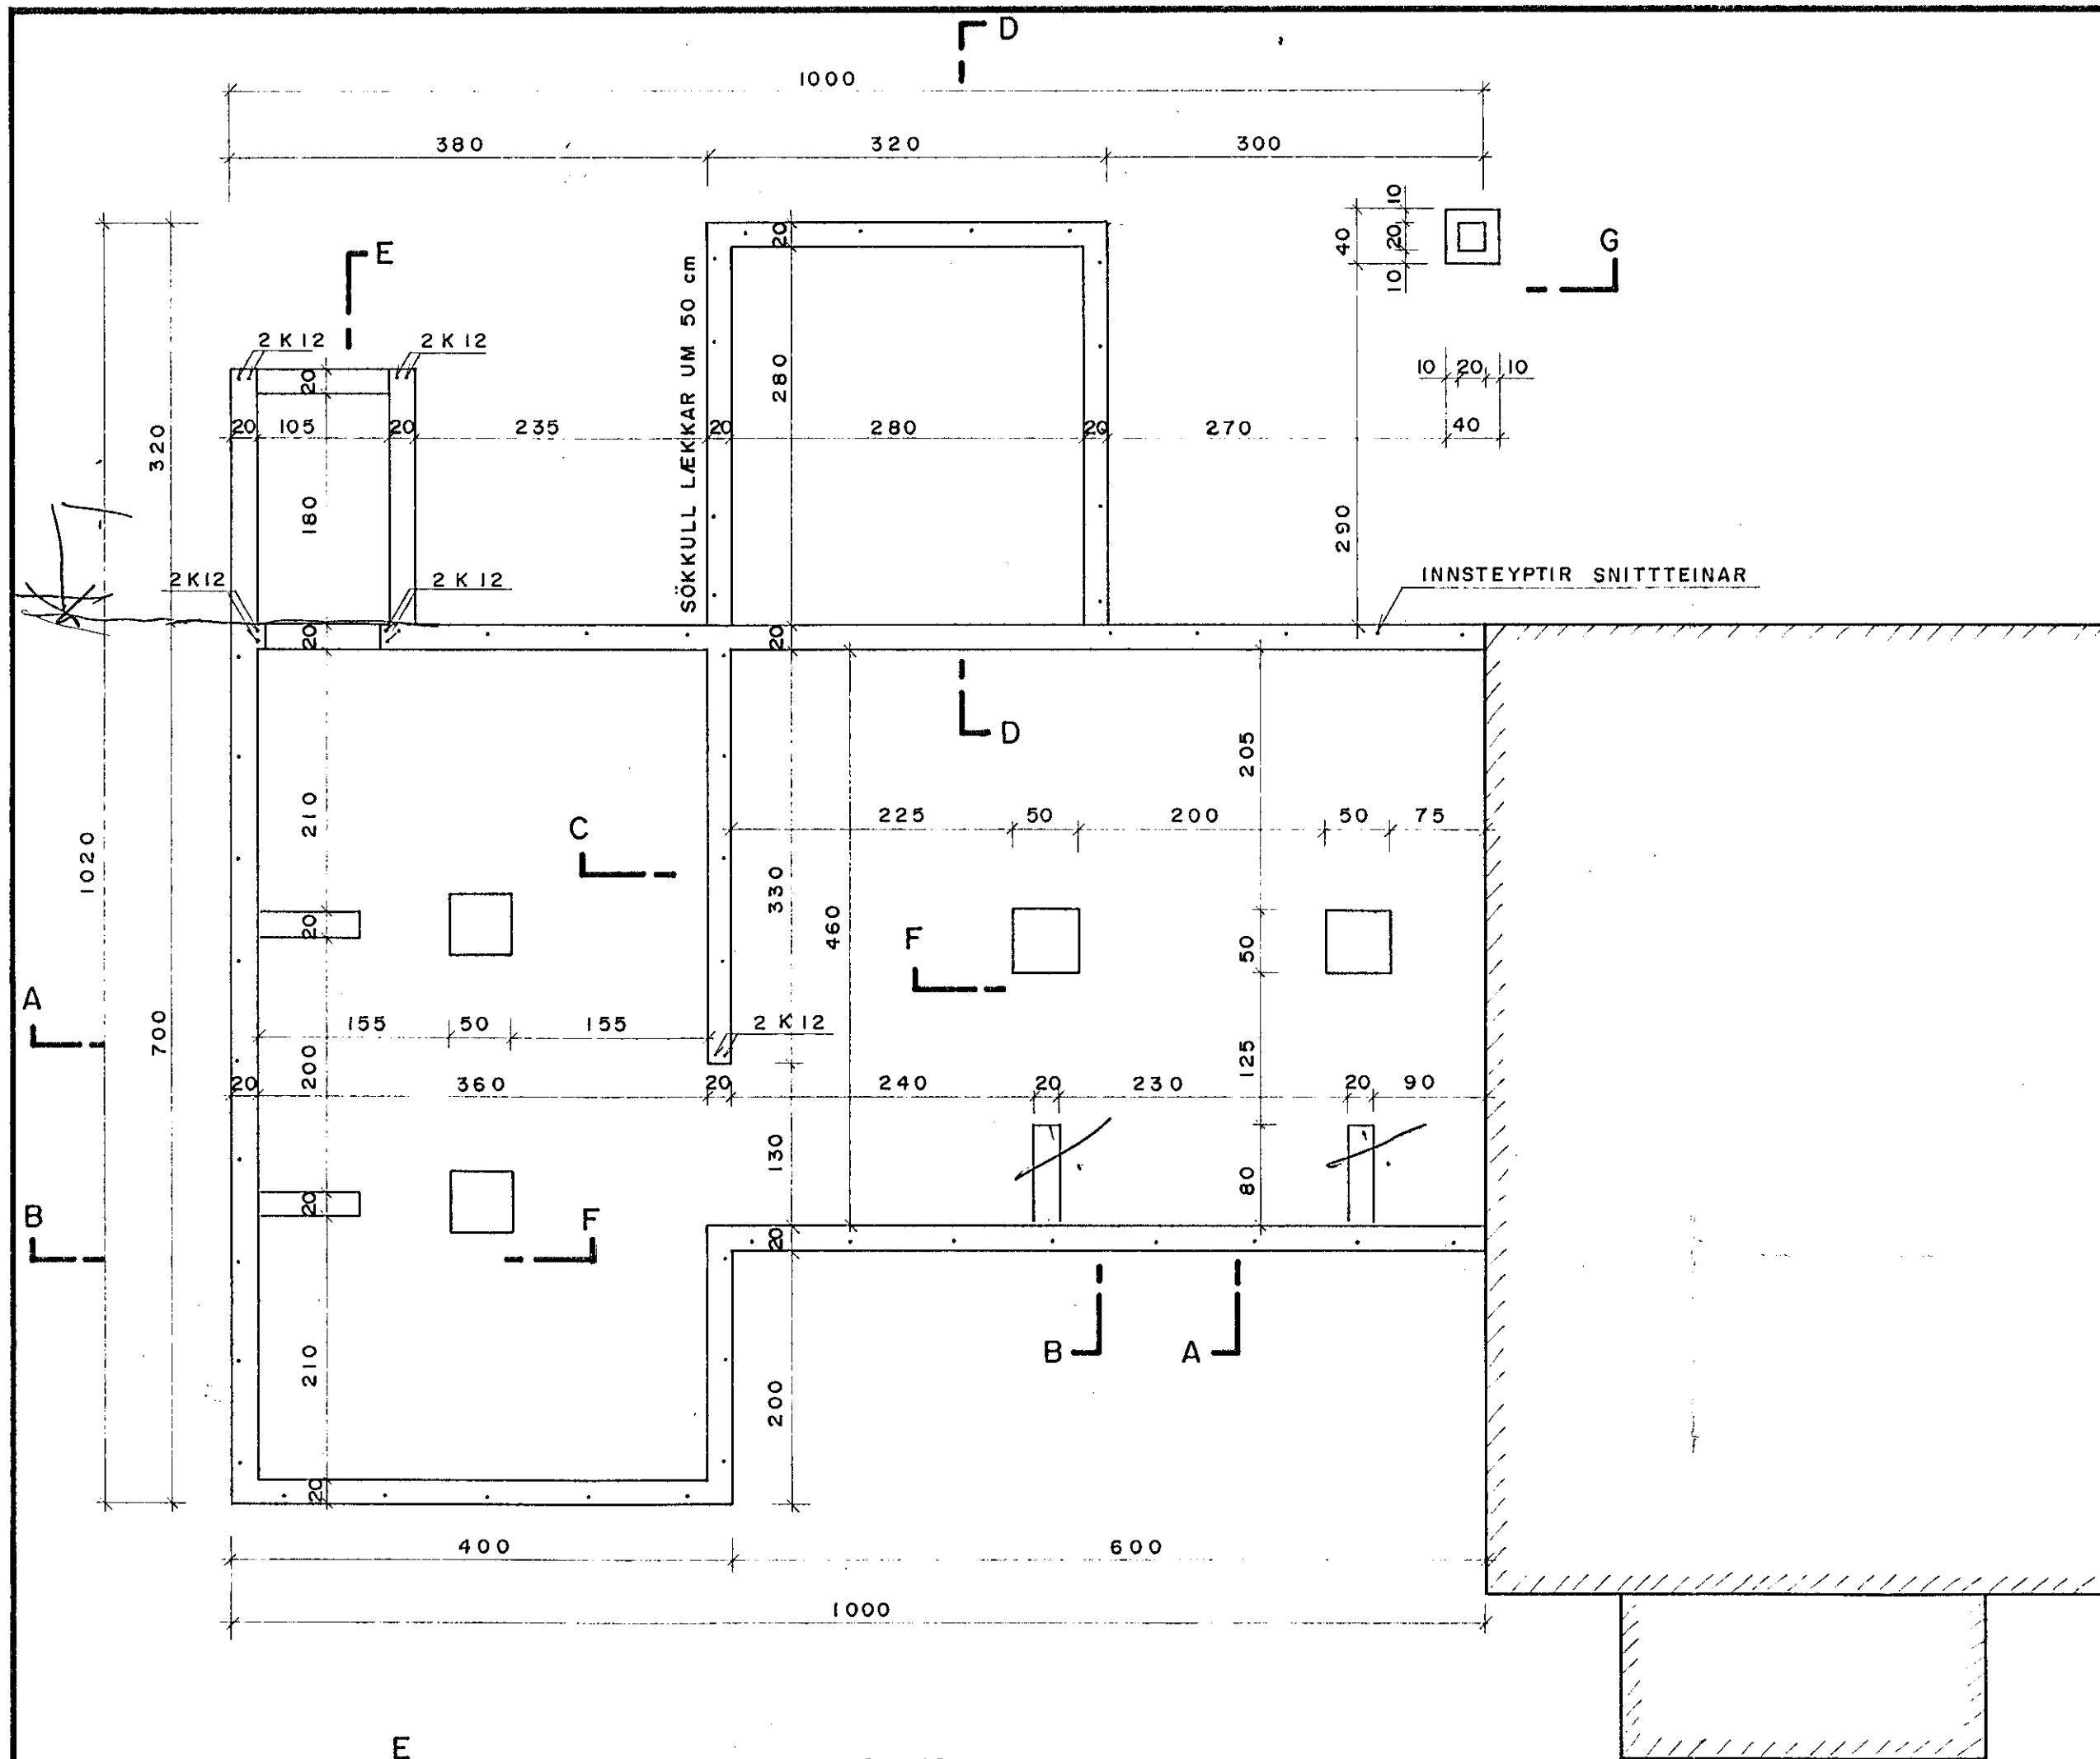 D
1000
380 320 300
E
20
10
20
10
40
G
2 K 12
2 K 12
20
SÖKKULL LÆKKAR UM 50 cm
280
10 20 10
20 105 20 235 20 280 20 270 40
320
180
290
2 K 12
2 K 12
INNSTEYPTIR SNITTTEINAR
20
20
D
205
210
C
225 50 200 50 75
1020
330
460
20
F
50
A
700
155 50 155
2 K 12
200
125
20 360 20 240 20 230 20 90
130
80
B
20
F
20
210
B
A
200
20
400 600
1000
E